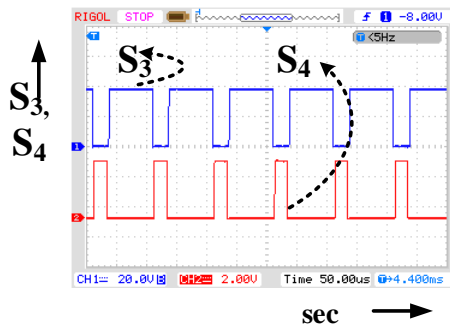 RIGOL STOP ƒ 1 -8.00V
T <5Hz
S3 S4
S3,
S4
1
2
CH1 20.0V B CH2 2.00V Time 50.00us T→4.400ms
sec